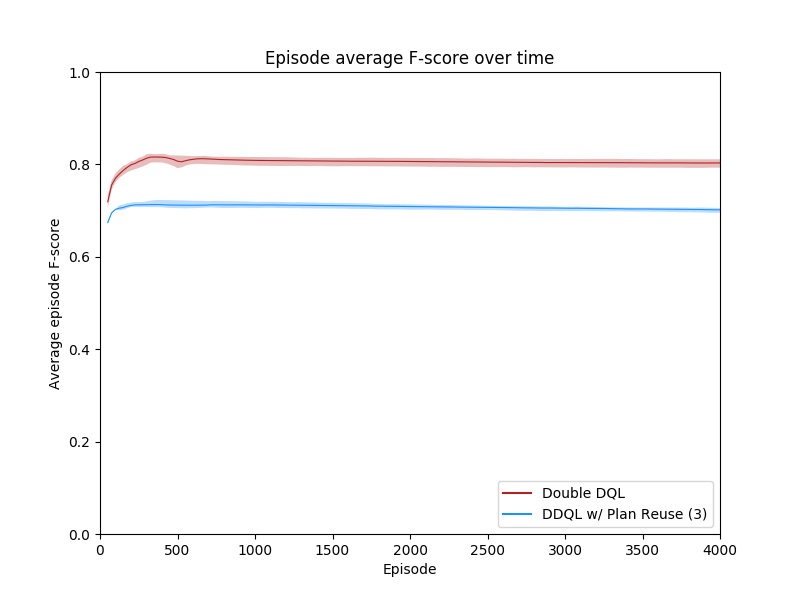 Episode average F-score over time
Average episode F-score
1.0
0.8
0.6
0.4
0.2
0.0
Double DQL
DDQL w/ Plan Reuse (3)
0 500 1000 1500 2000 2500 3000 3500 4000
Episode